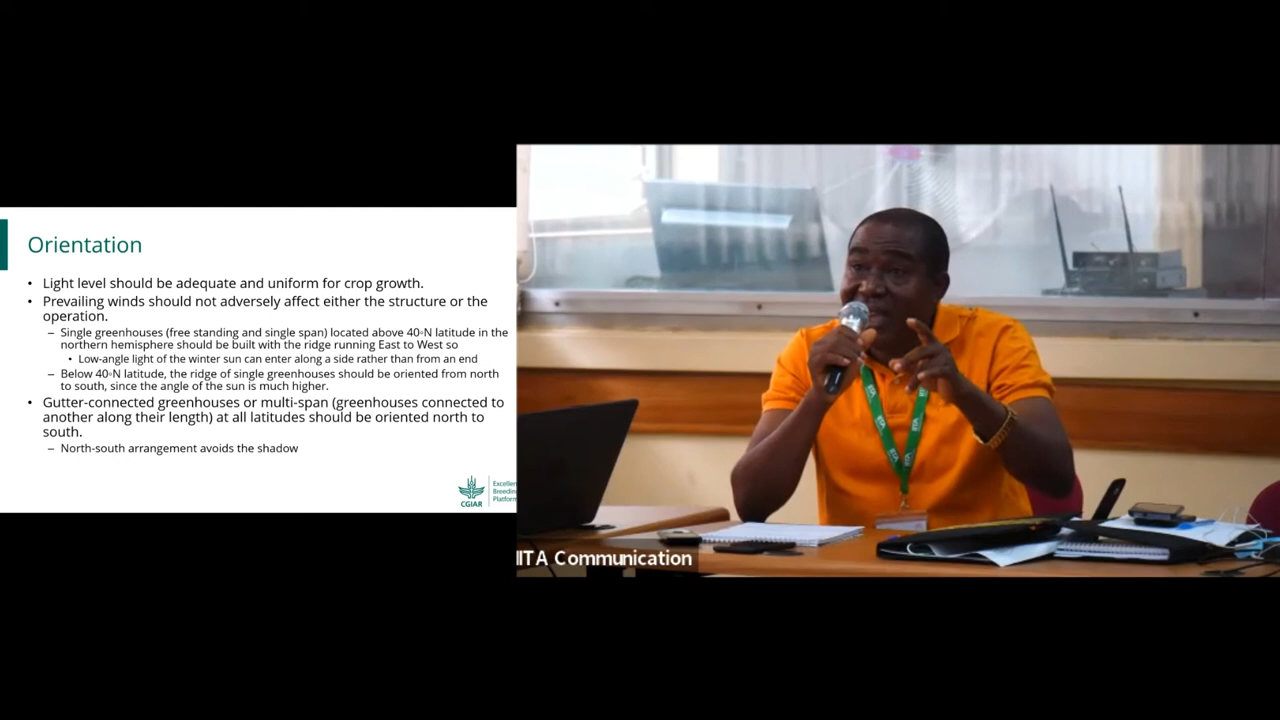 Orientation
• Light level should be adequate and uniform for crop growth.
• Prevailing winds should not adversely affect either the structure or the
operation.
– Single greenhouses (free standing and single span) located above 40◦N latitude in the
northern hemisphere should be built with the ridge running East to West so
• Low-angle light of the winter sun can enter along a side rather than from an end
– Below 40◦N latitude, the ridge of single greenhouses should be oriented from north
to south, since the angle of the sun is much higher.
• Gutter-connected greenhouses or multi-span (greenhouses connected to
another along their length) at all latitudes should be oriented north to
south.
– North-south arrangement avoids the shadow
CGIAR
Excellen
Breeding
Platform
IITA
IITA
IITA Communication